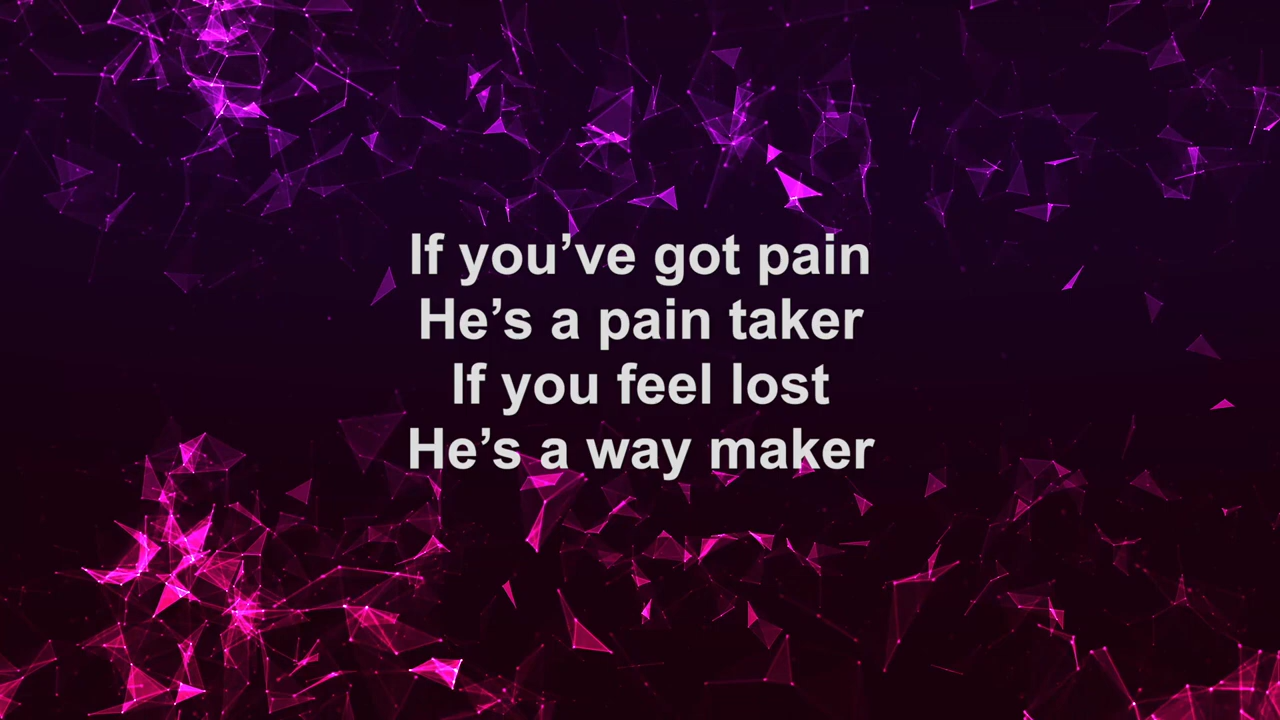 If you’ve got pain
He’s a pain taker
If you feel lost
He’s a way maker